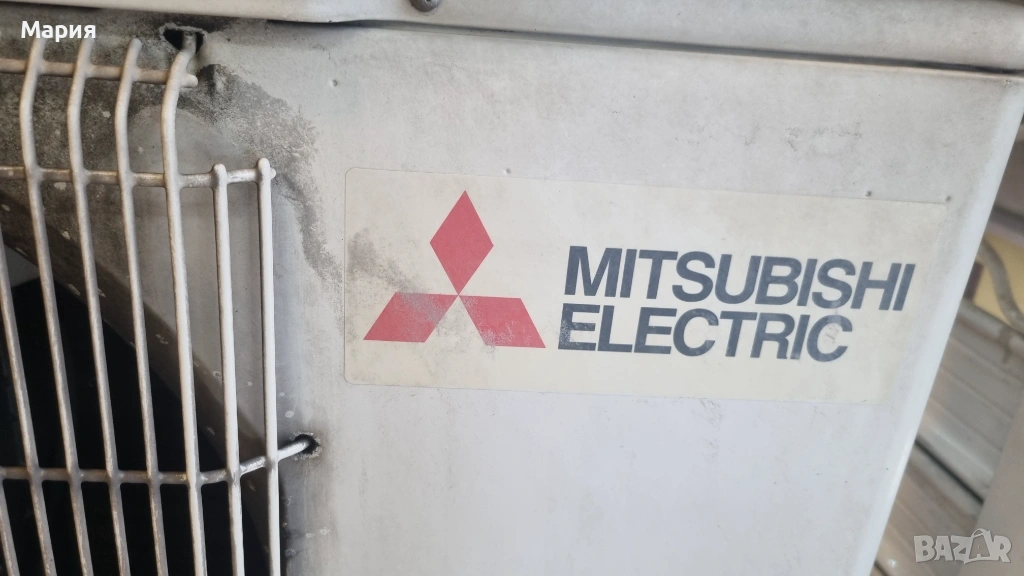 Мария
MITSUBISHI
ELECTRIC
BAZAR